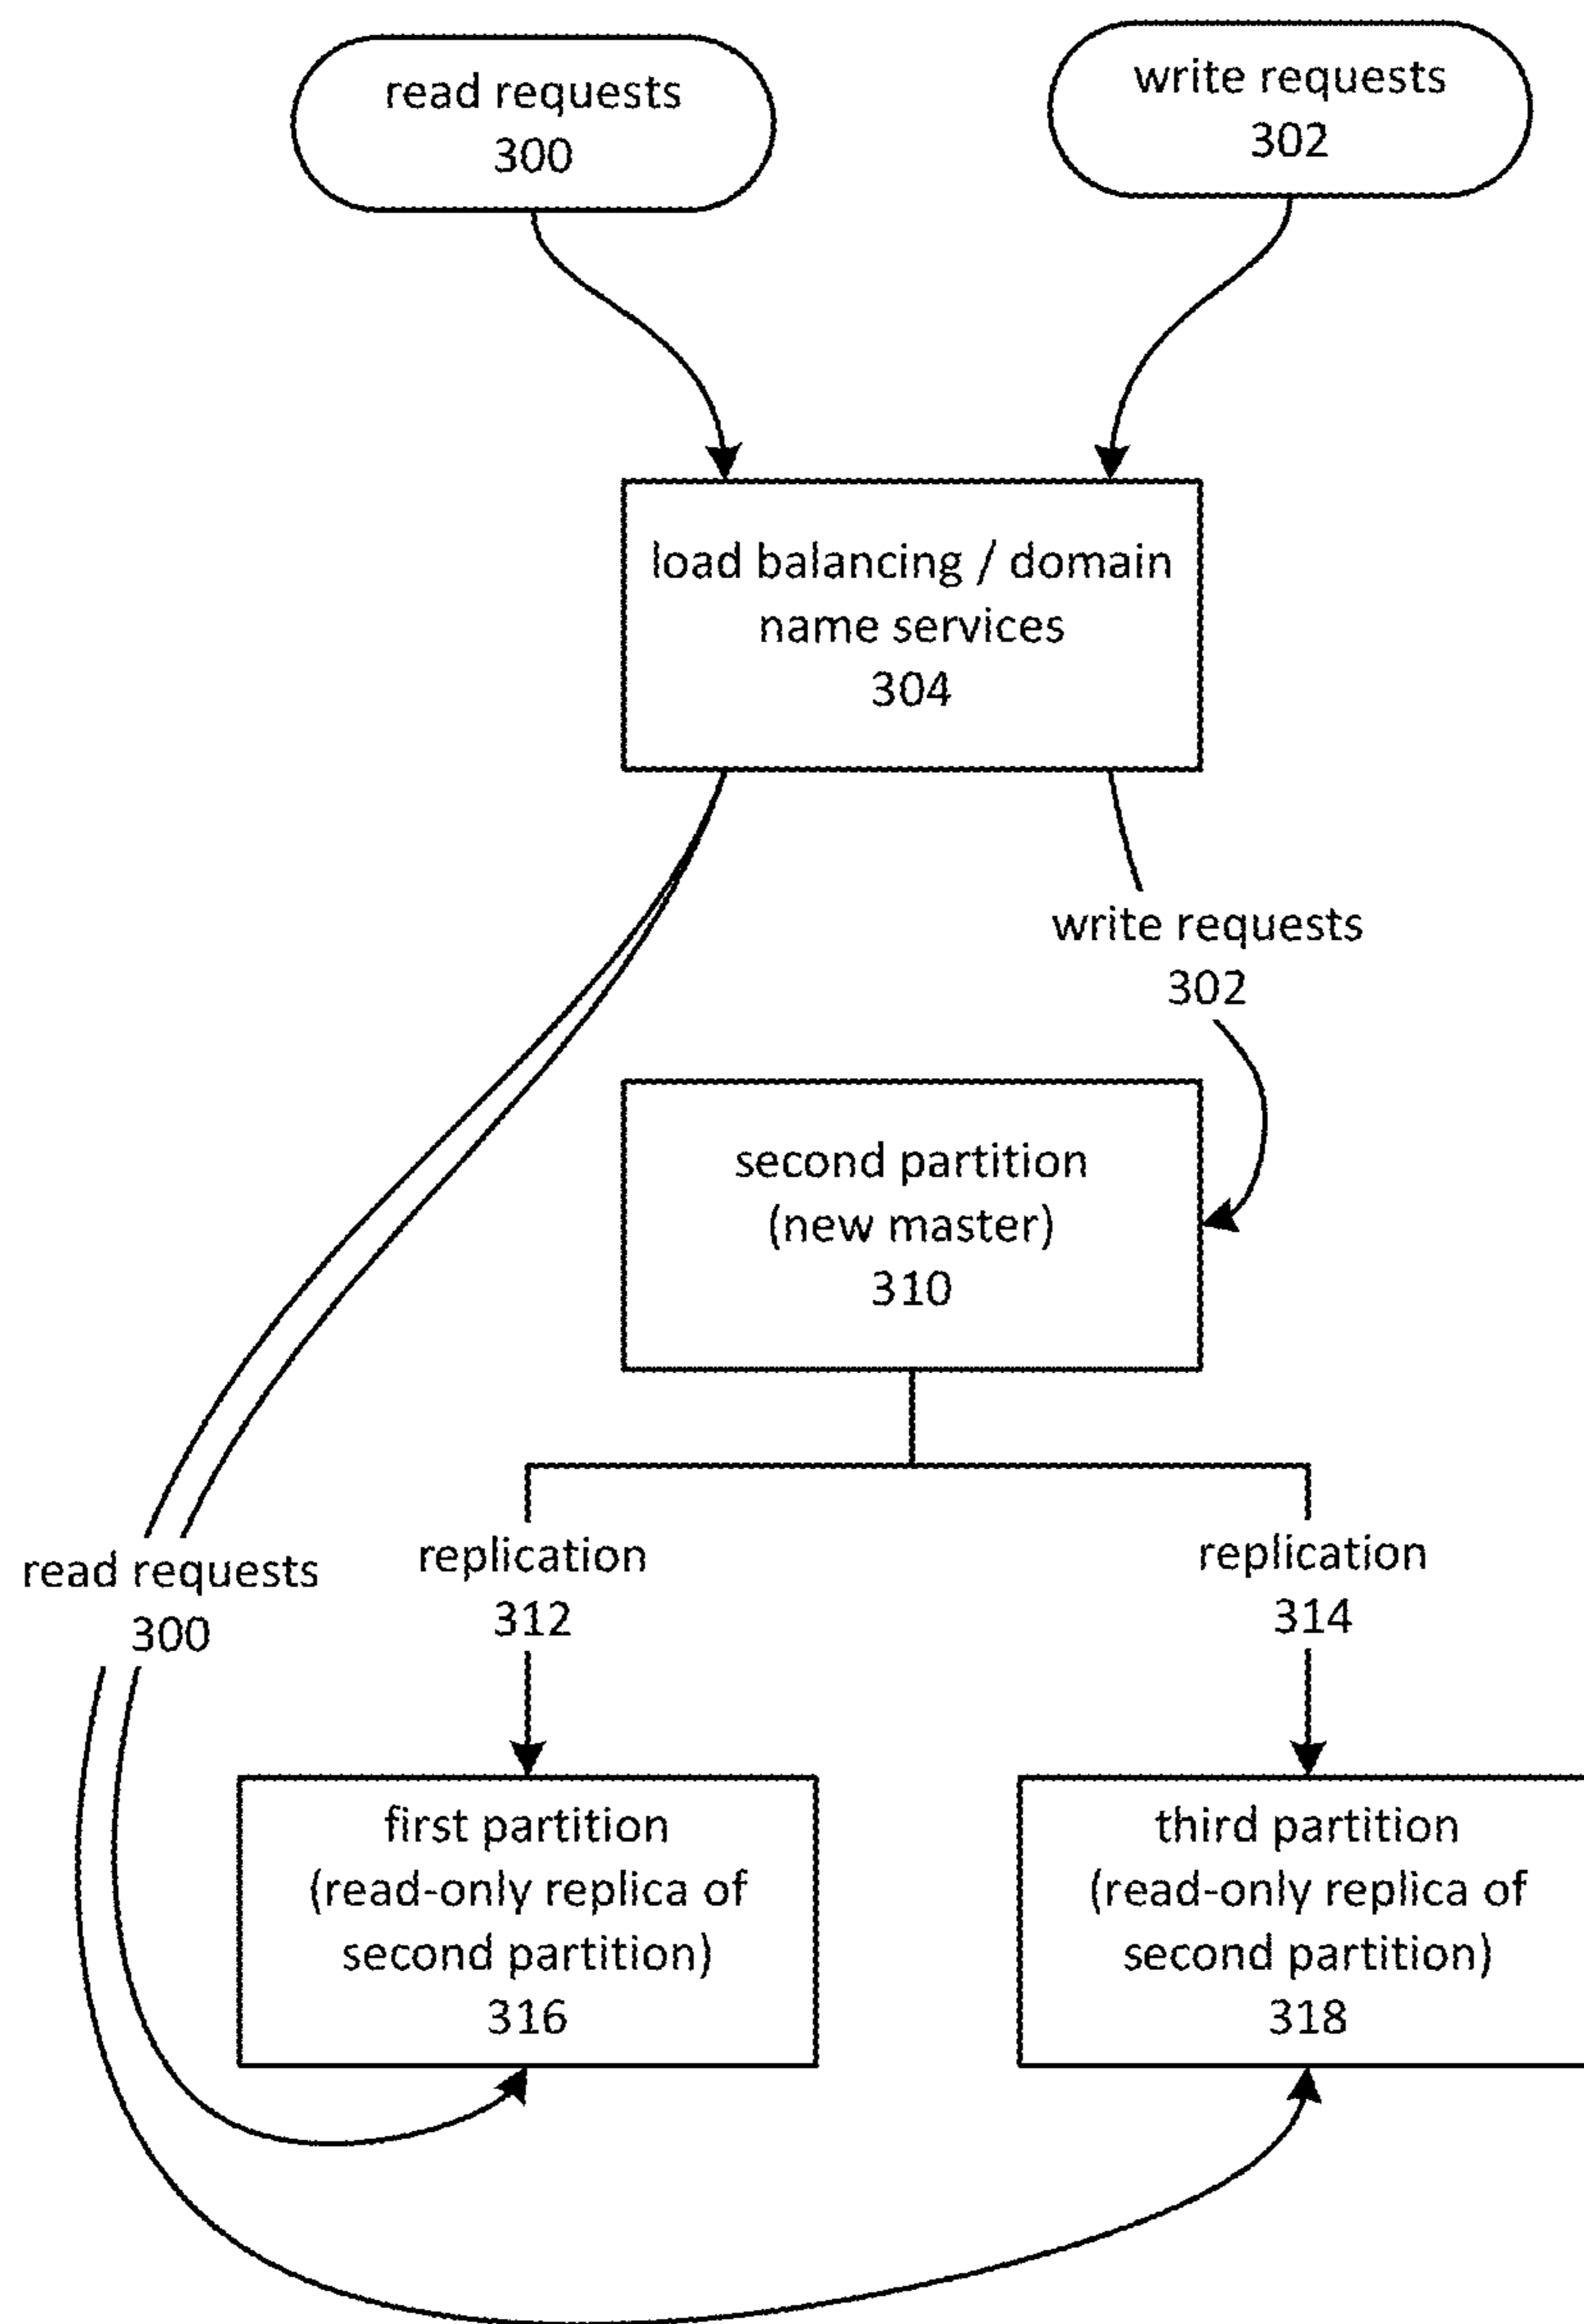 read requests
300
write requests
302
load balancing / domain
name services
304
write requests
302
second partition
(new master)
310
read requests
300
replication
312
replication
314
first partition
(read-only replica of
second partition)
316
third partition
(read-only replica of
second partition)
318